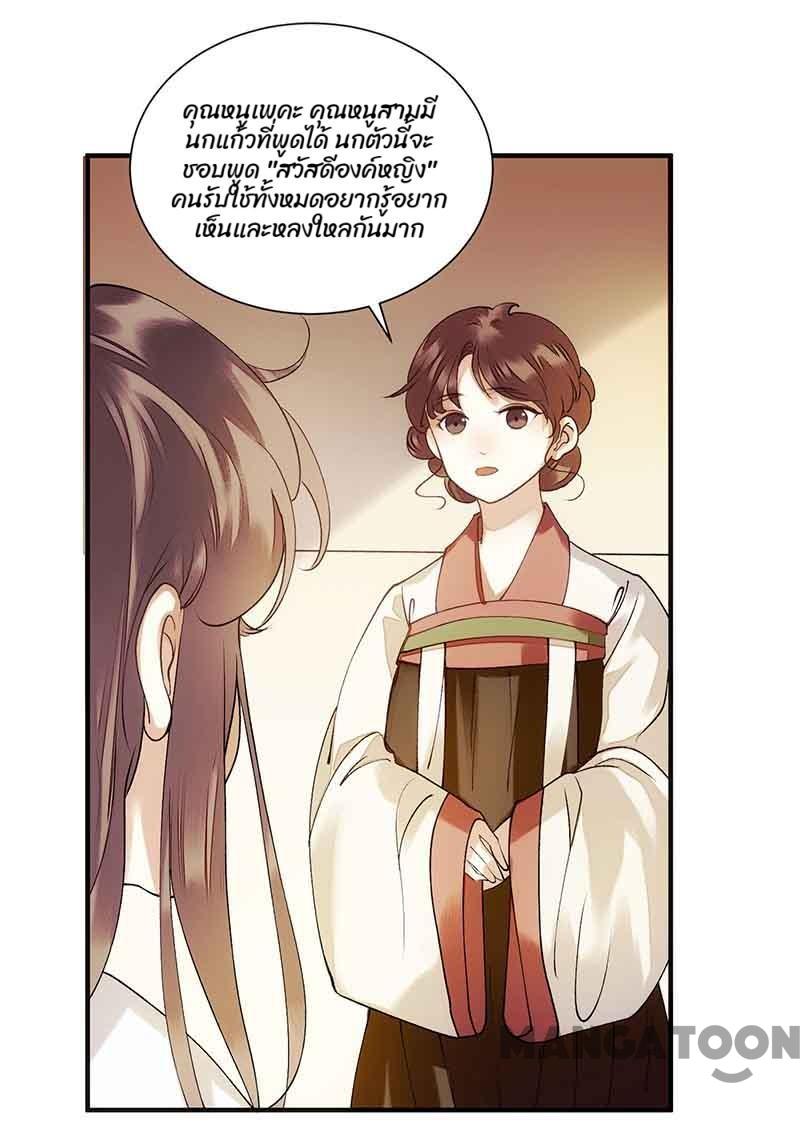 คุณหนูเพคะ คุณหนูสามมี
นกแก้วที่พูดได้ นกตัวนี้จะ
ชอบพูด "สวัสดีองค์หญิง"
คนรับใช้ทั้งหมดอยากรู้อยาก
เห็นและหลงใหลกันมาก
MANGATOON